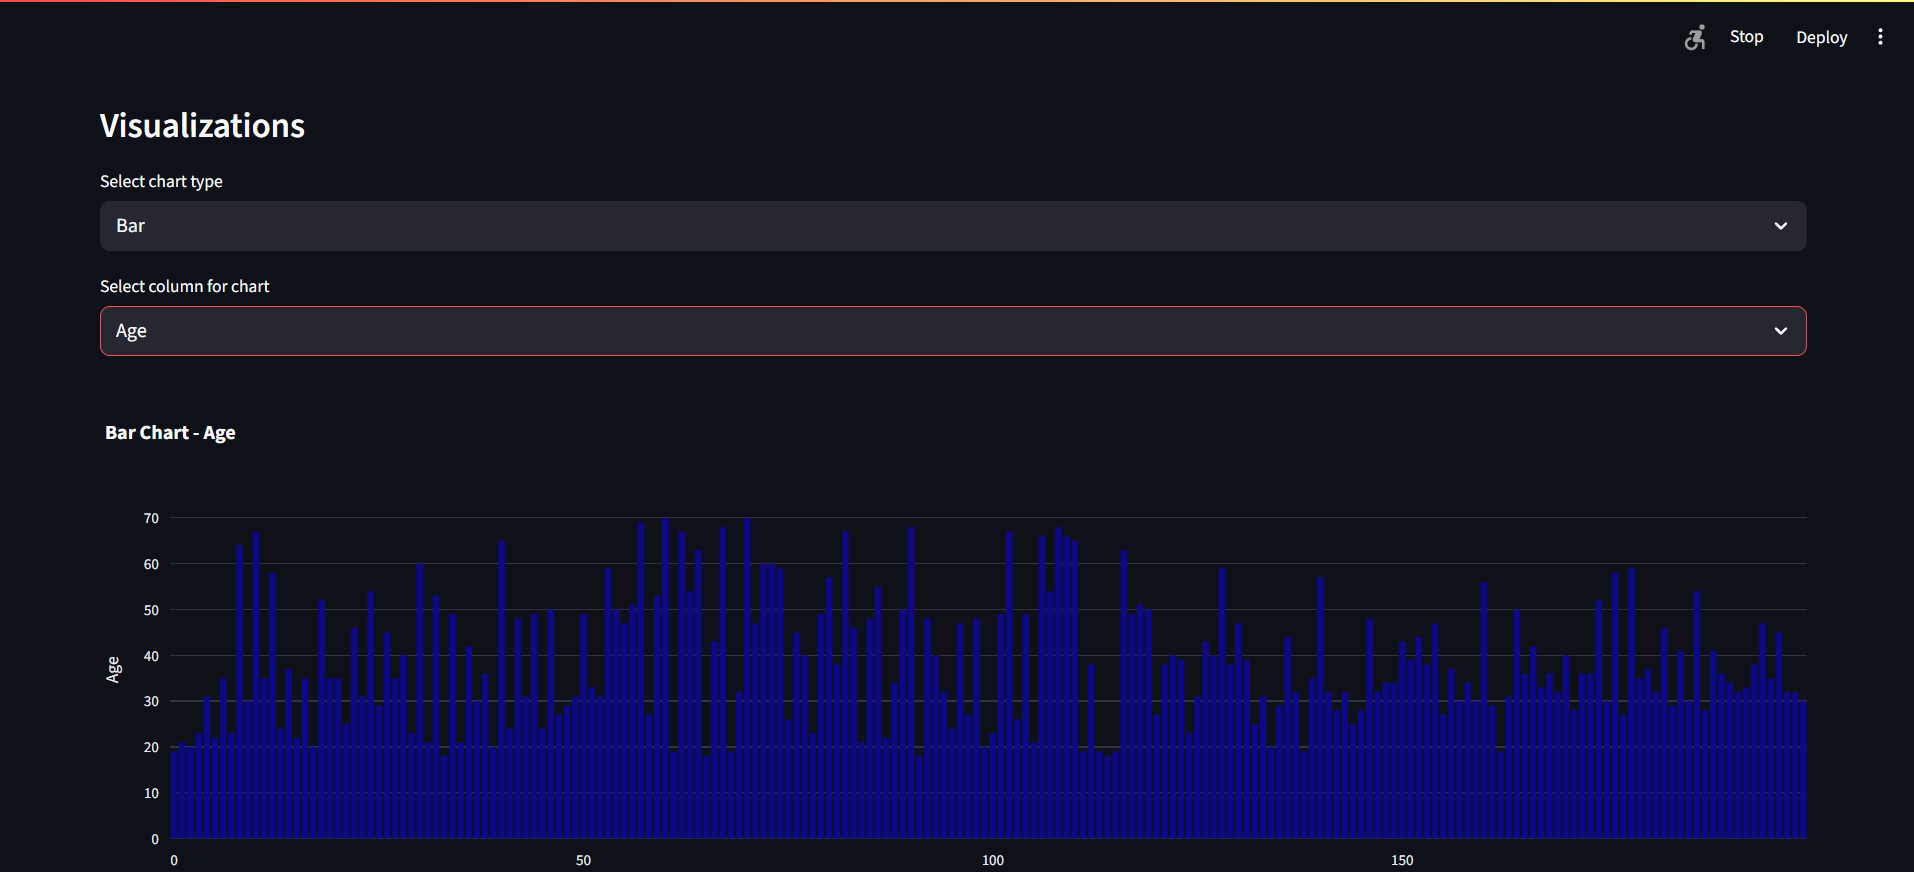 Stop Deploy
Visualizations
Select chart type
Bar
Select column for chart
Age
Bar Chart - Age
70
60
50
40
30
20
10
0
Age
0 50 100 150